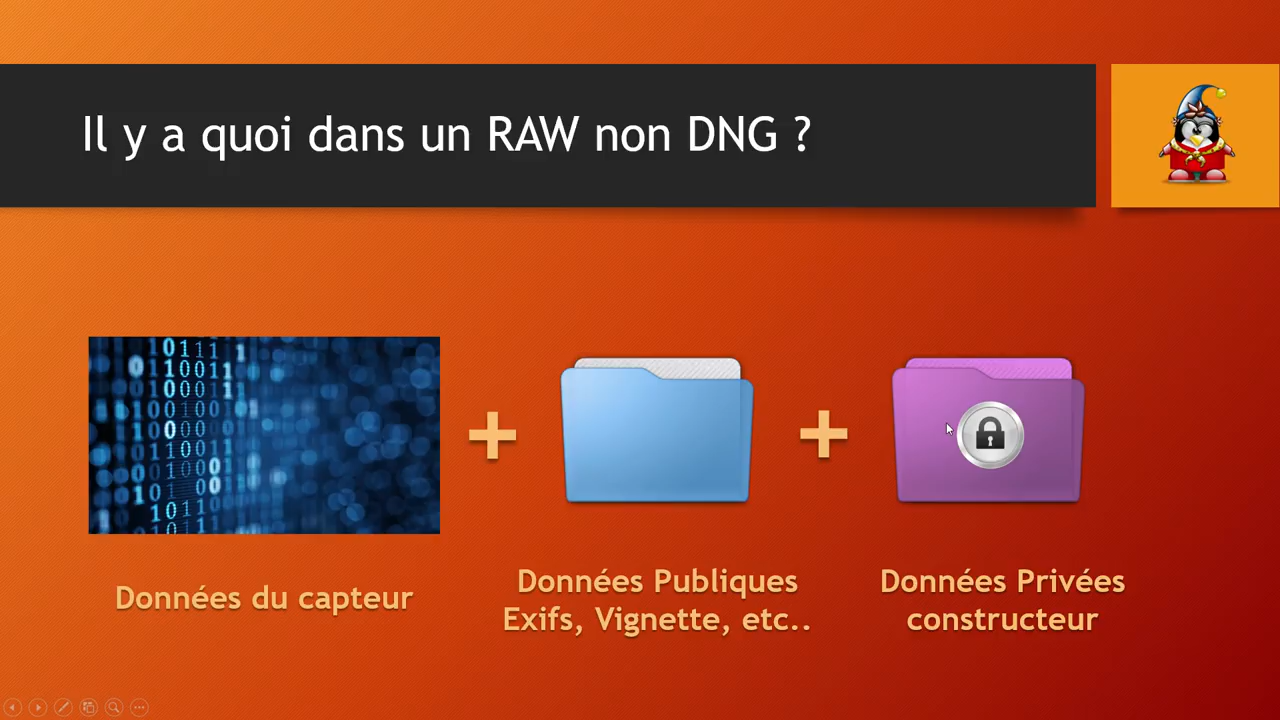 Il y a quoi dans un RAW non DNG ?
Données du capteur
Données Publiques
Exifs, Vignette, etc..
Données Privées
constructeur